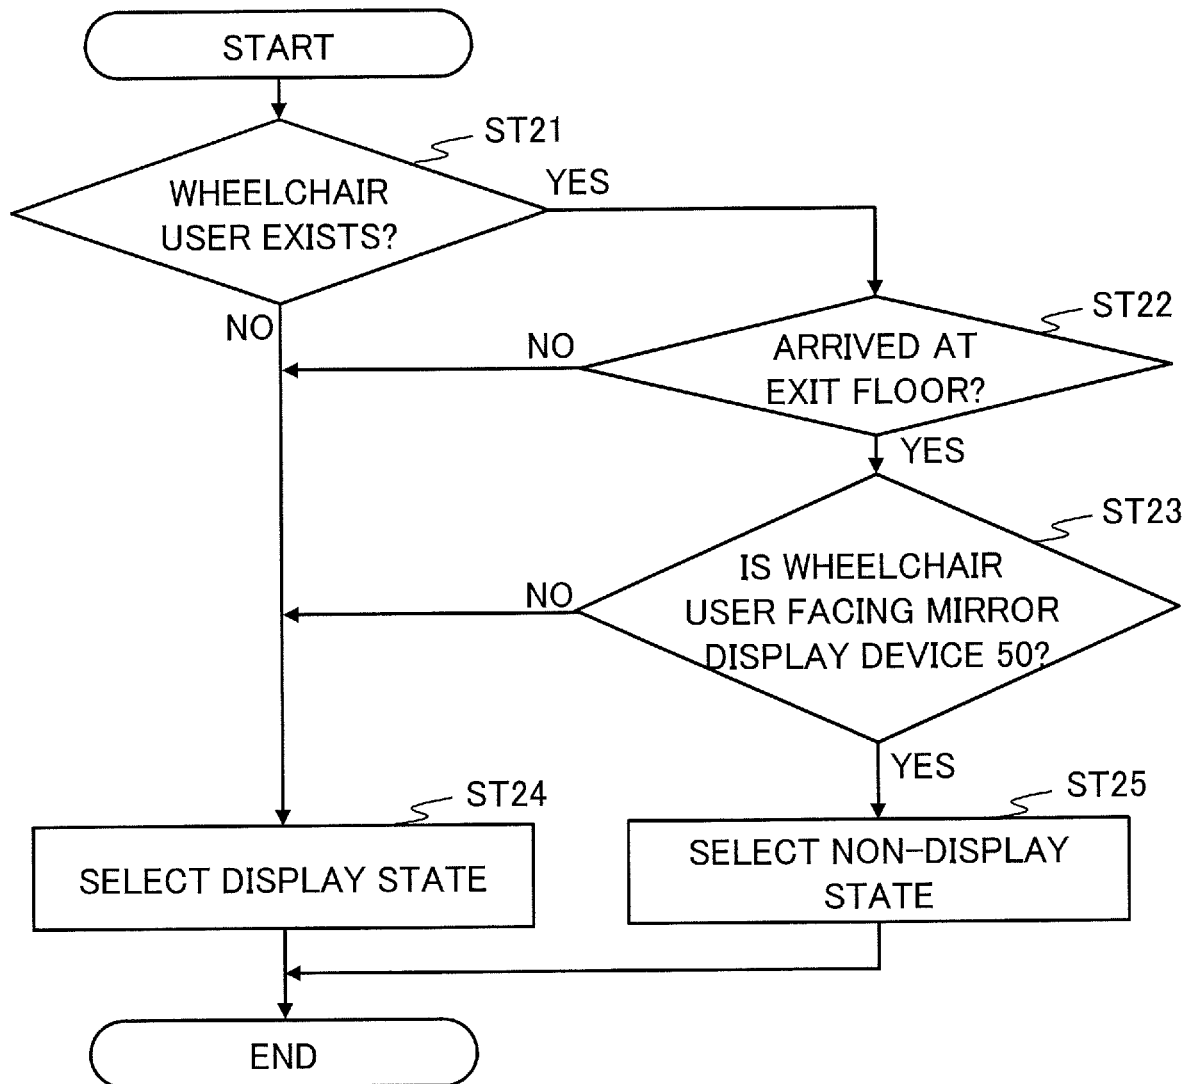 START
ST21
WHEELCHAIR
USER EXISTS?
YES
NO
ST22
ARRIVED AT
EXIT FLOOR?
NO
YES
ST23
IS WHEELCHAIR
USER FACING MIRROR
DISPLAY DEVICE 50?
NO
YES
ST24
SELECT DISPLAY STATE
ST25
SELECT NON-DISPLAY
STATE
END